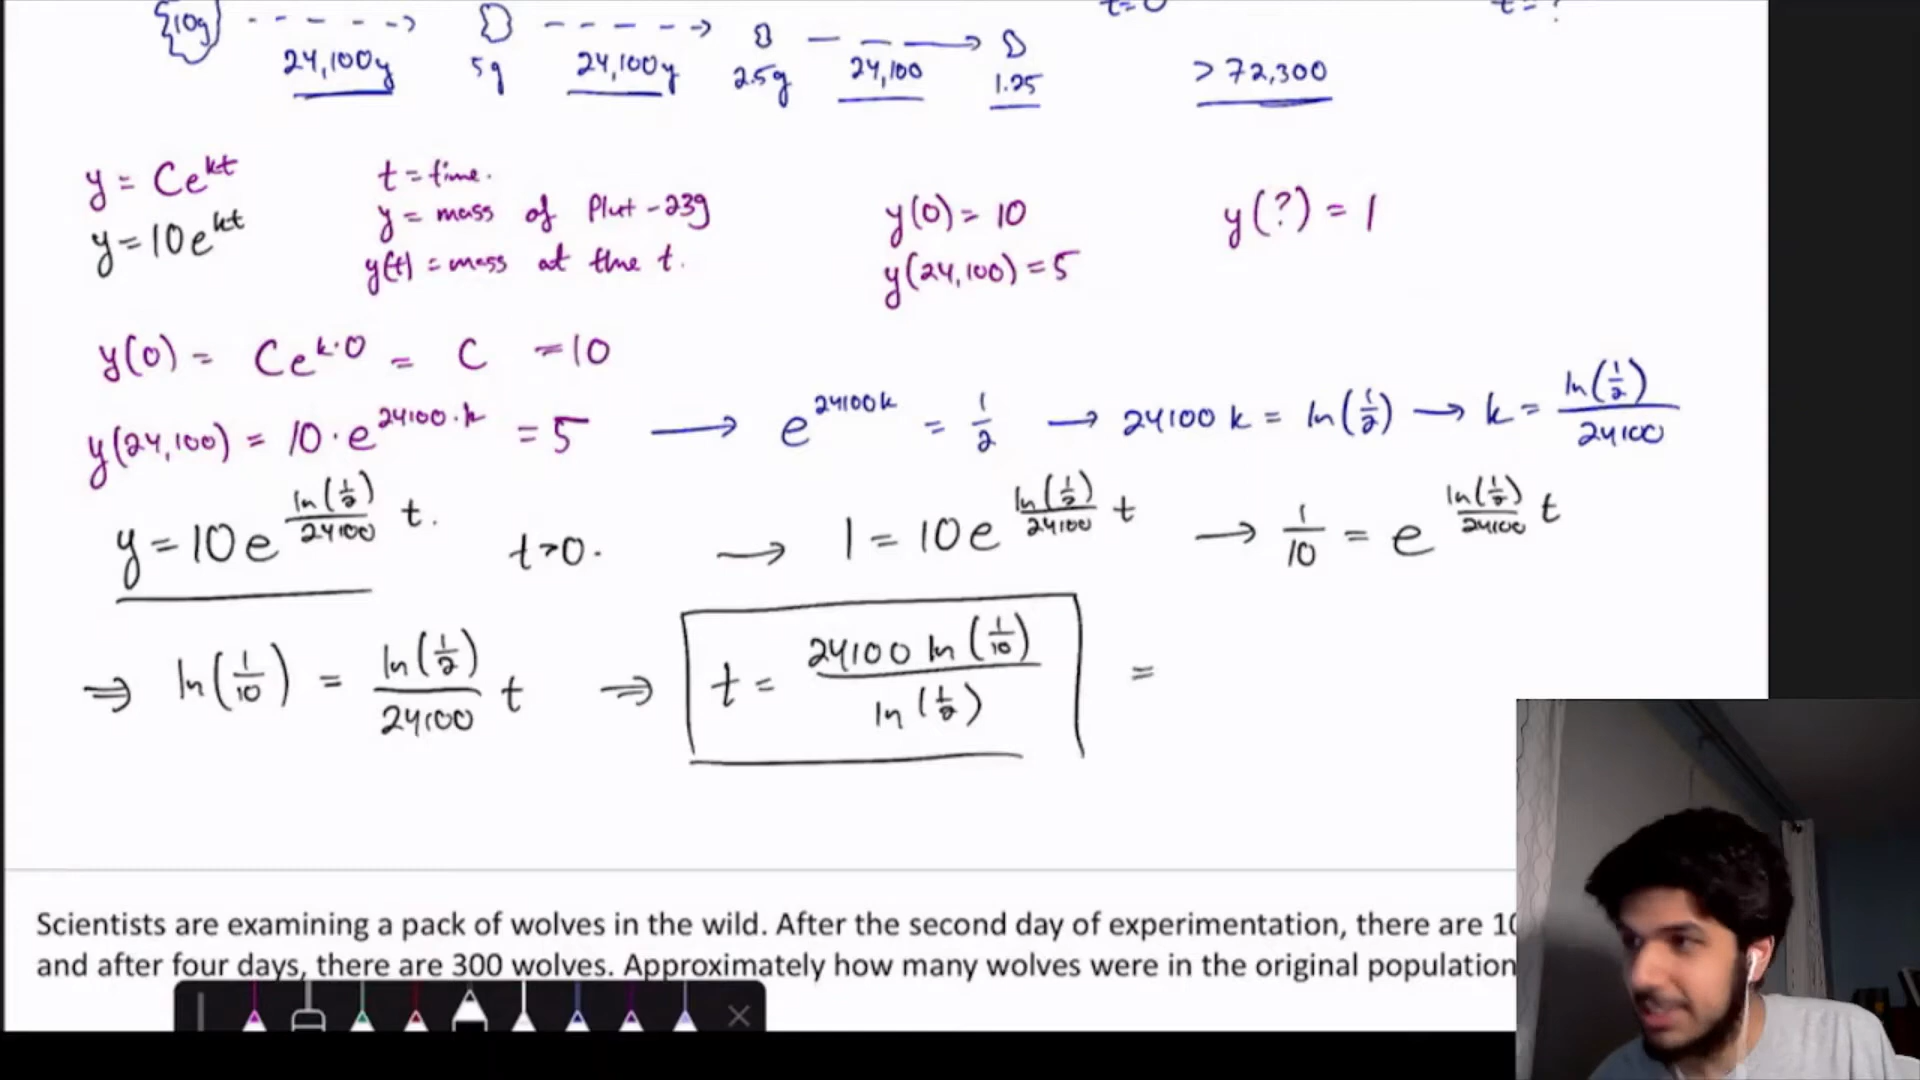 10g - - - - → - - - - → — — → t=0 t=?
24,100y 5g 24,100y 2.5g 24,100 1.25 >72,300
y = Ce^{kt} t = time.
y = 10e^{kt} y = mass of Plut-239 y(0) = 10 y(?) = 1
y(t) = mass at time t. y(24,100) = 5
y(0) = Ce^{k·0} = C = 10
y(24,100) = 10·e^{24100·k} = 5 → e^{24100k} = 1/2 → 24100 k = ln(1/2) → k = ln(1/2)/24100
y = 10e^{ln(1/2)/24100 t}. t>0. → 1 = 10e^{ln(1/2)/24100 t} → 1/10 = e^{ln(1/2)/24100 t}
⇒ ln(1/10) = ln(1/2)/24100 t ⇒ t = 24100 ln(1/10)/ln(1/2) =
Scientists are examining a pack of wolves in the wild. After the second day of experimentation, there are 10
and after four days, there are 300 wolves. Approximately how many wolves were in the original population